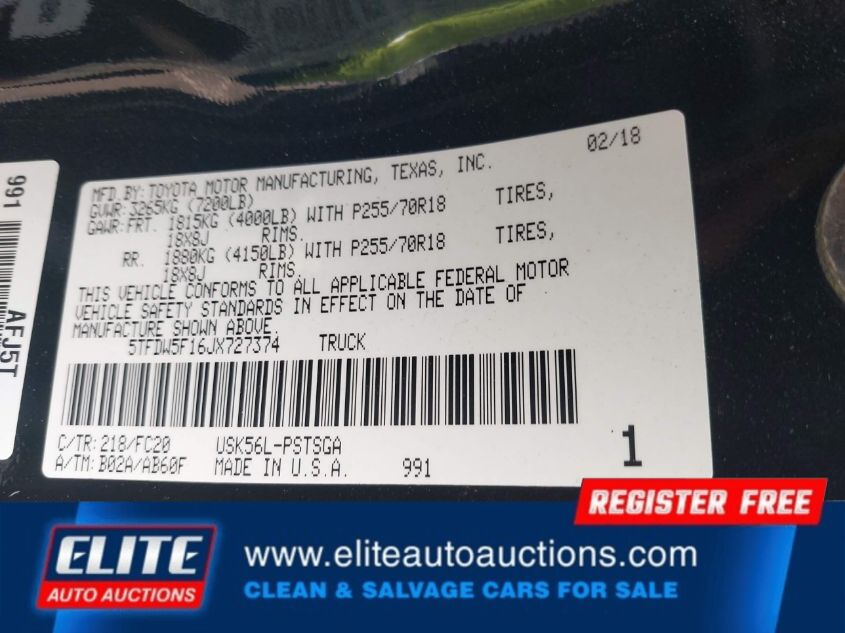 02/18
MFD.BY: TOYOTA MOTOR MANUFACTURING, TEXAS, INC.
GVWR: 3265KG (7200LB)
GAWR: FRT. 1815KG (4000LB) WITH P255/70R18 TIRES,
18X8J RIMS.
RR. 1880KG (4150LB) WITH P255/70R18 TIRES,
18X8J RIMS.
THIS VEHICLE CONFORMS TO ALL APPLICABLE FEDERAL MOTOR
VEHICLE SAFETY STANDARDS IN EFFECT ON THE DATE OF
MANUFACTURE SHOWN ABOVE.
5TFDW5F16JX727374 TRUCK
C/TR: 218/FC20 USK56L-PSTSGA
A/TM: B02A/AB60F MADE IN U.S.A. 991
1
991
AFJ5T
REGISTER FREE
ELITE
AUTO AUCTIONS
www.eliteautoauctions.com
CLEAN & SALVAGE CARS FOR SALE